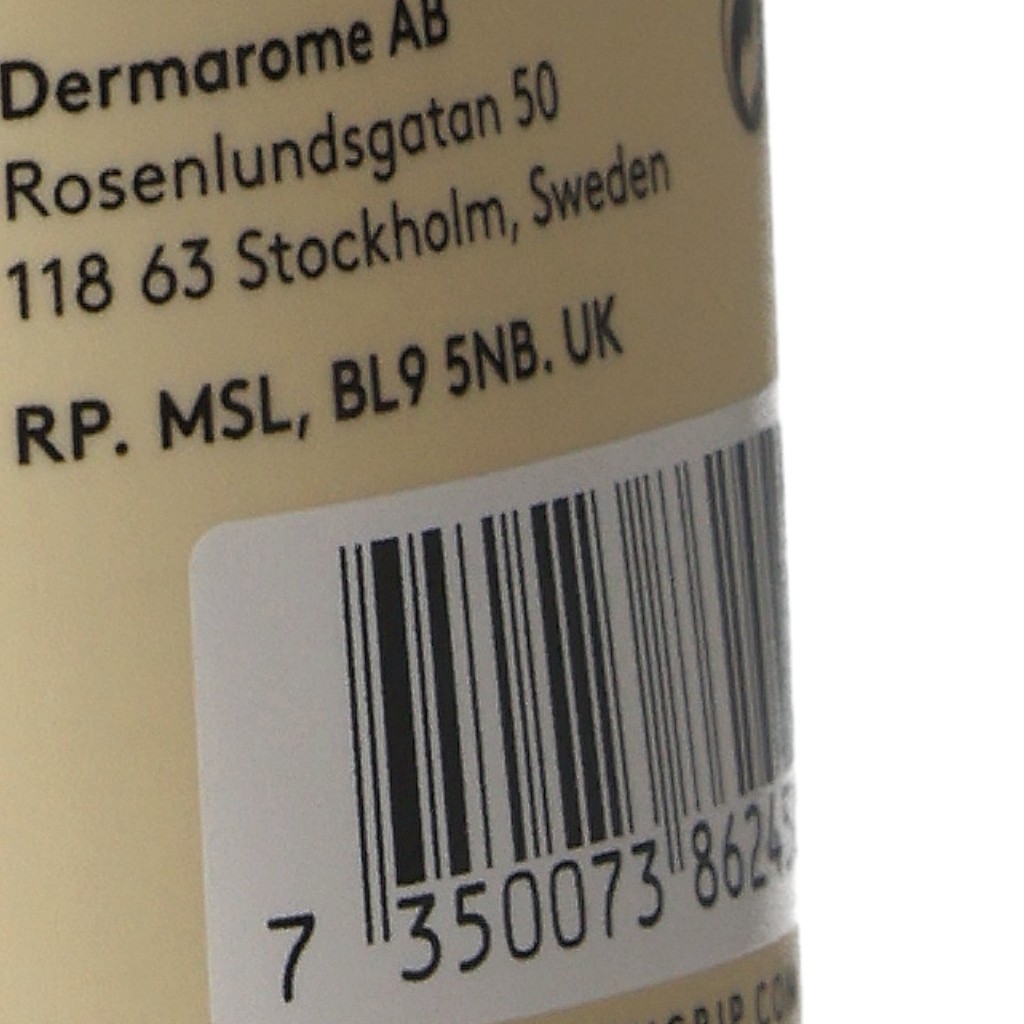 Dermarome AB
Rosenlundsgatan 50
118 63 Stockholm, Sweden
RP. MSL, BL9 5NB. UK
7 350073 8624